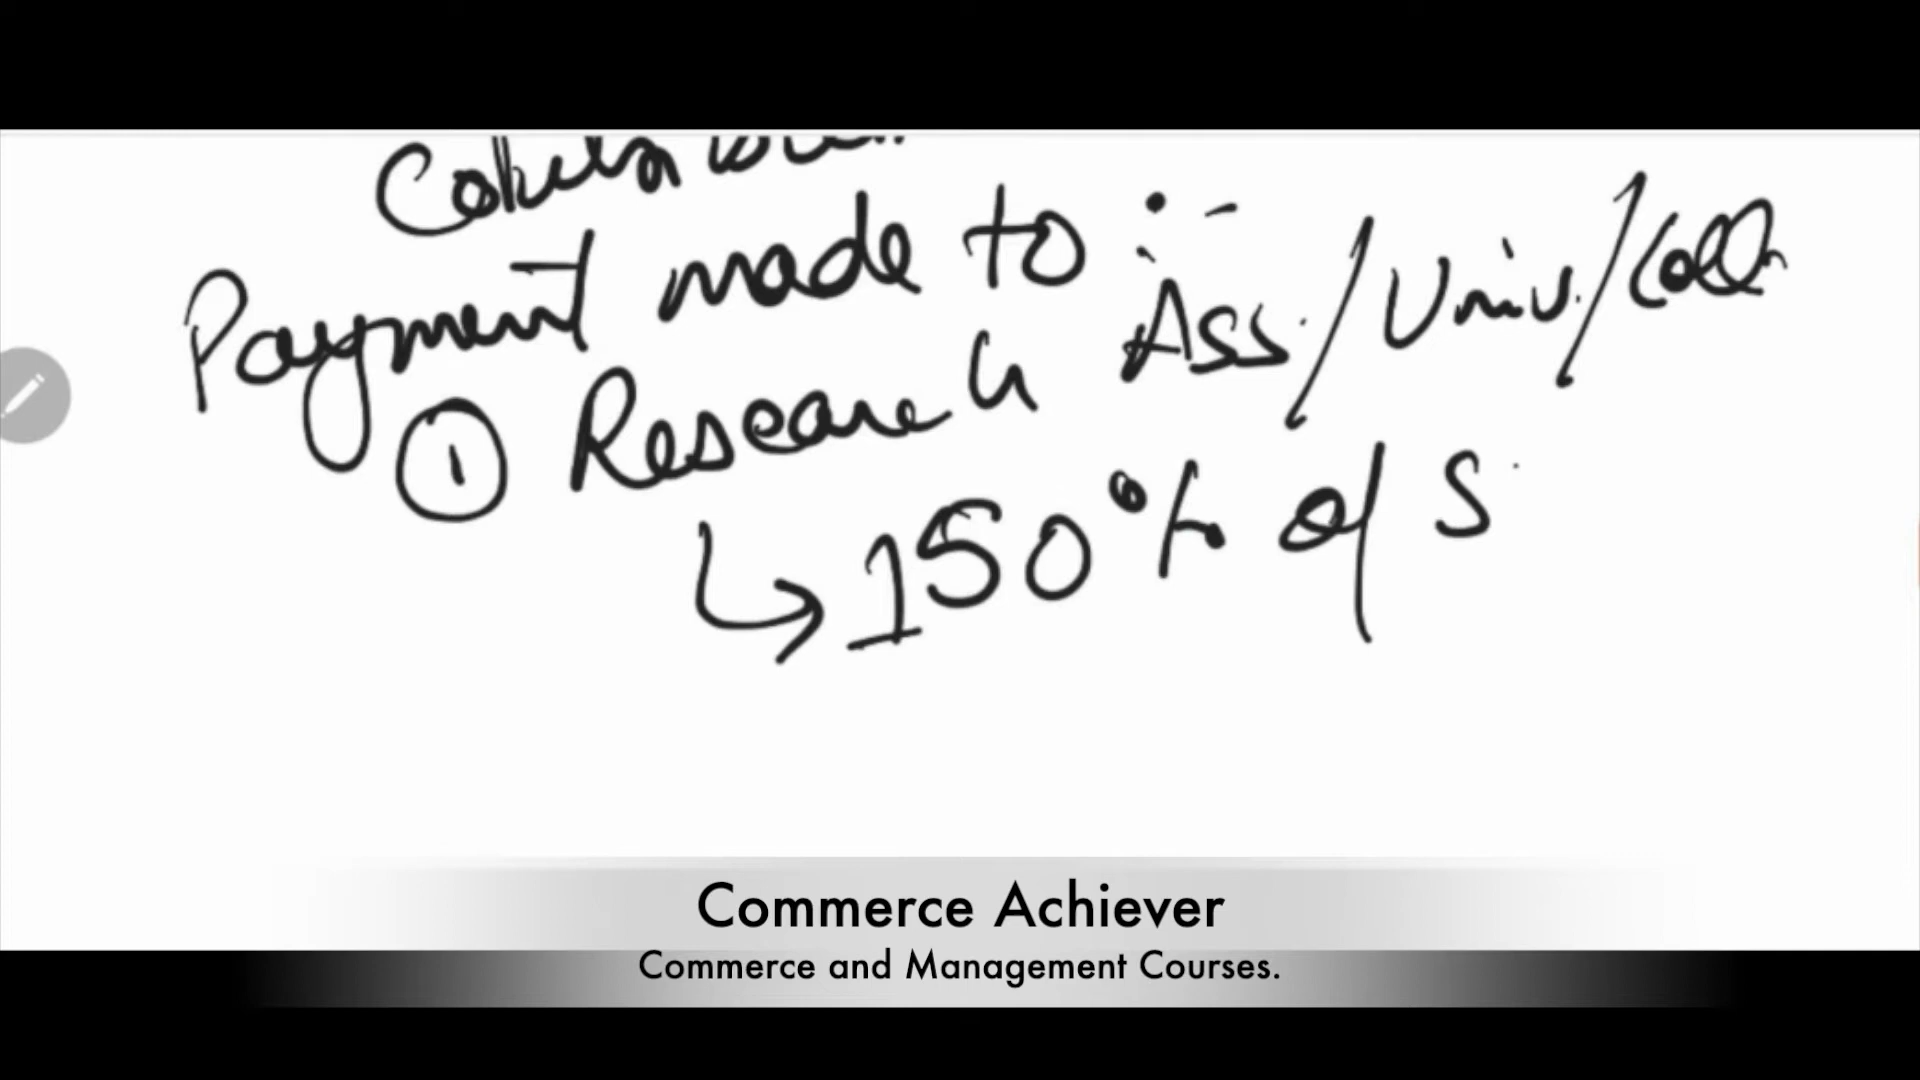 Payment made to :-
① Research Ass./Univ./Coll.
↳ 150% of S
Commerce Achiever
Commerce and Management Courses.